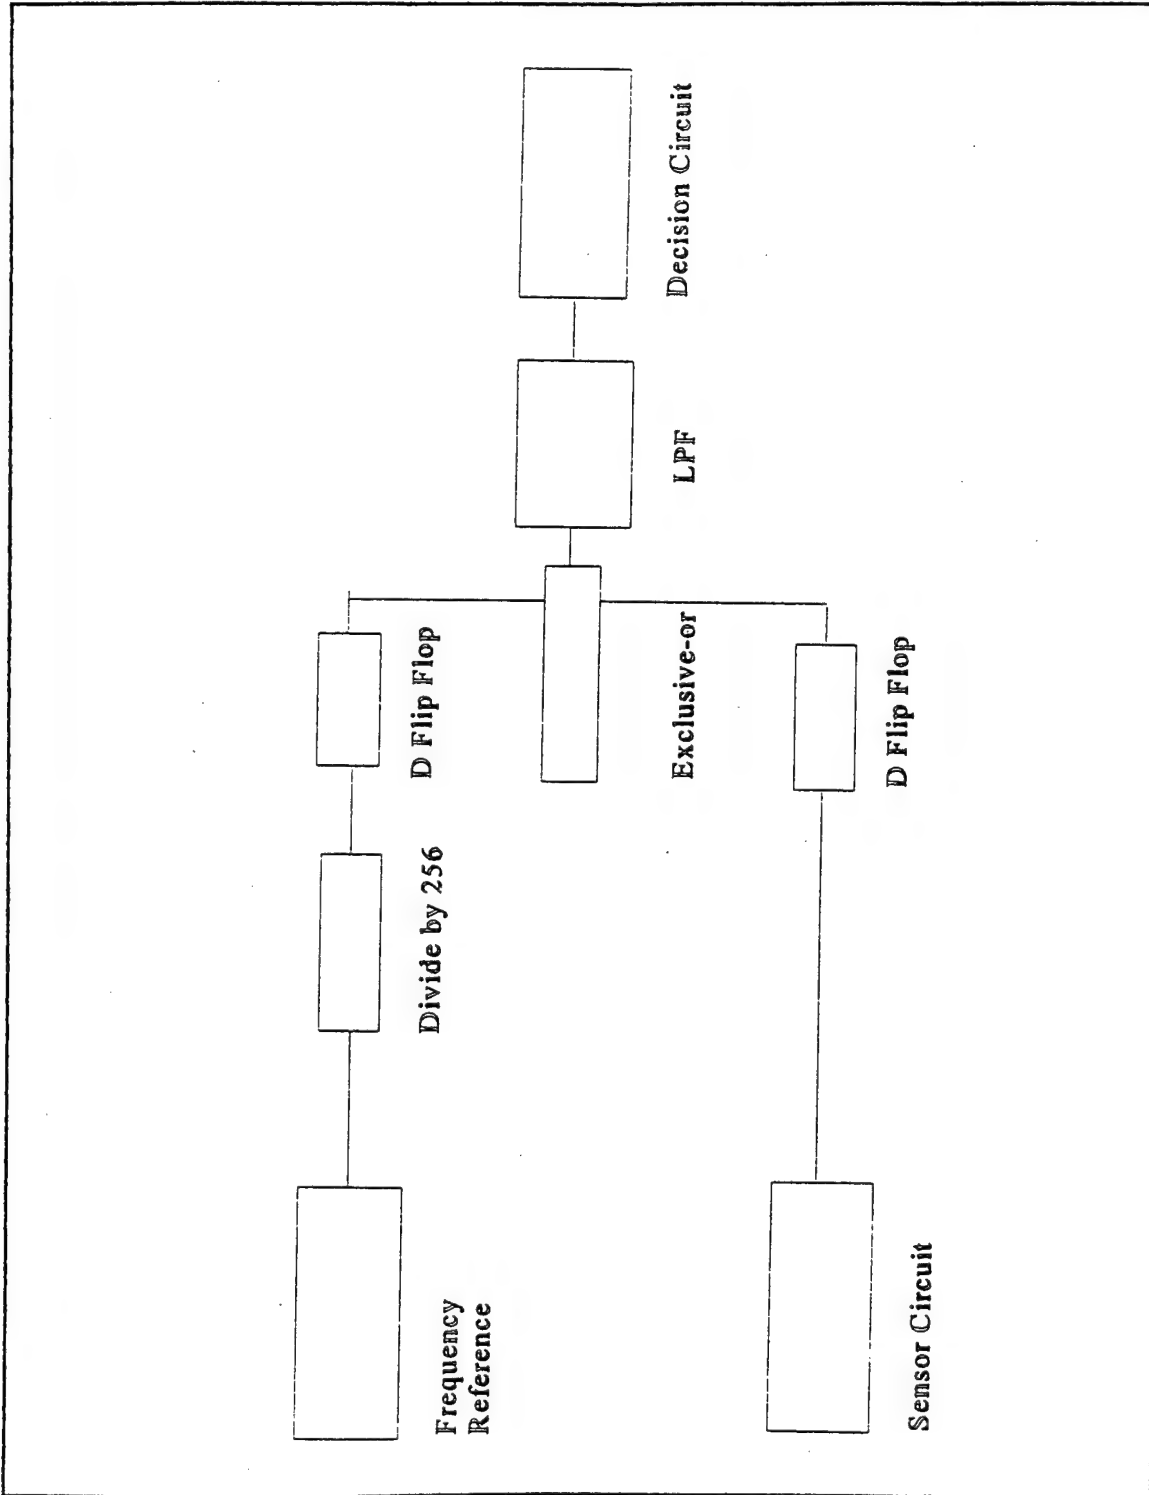 Frequency
Reference
Divide by 256
D Flip Flop
Exclusive-or
LPF
Decision Circuit
Sensor Circuit
D Flip Flop